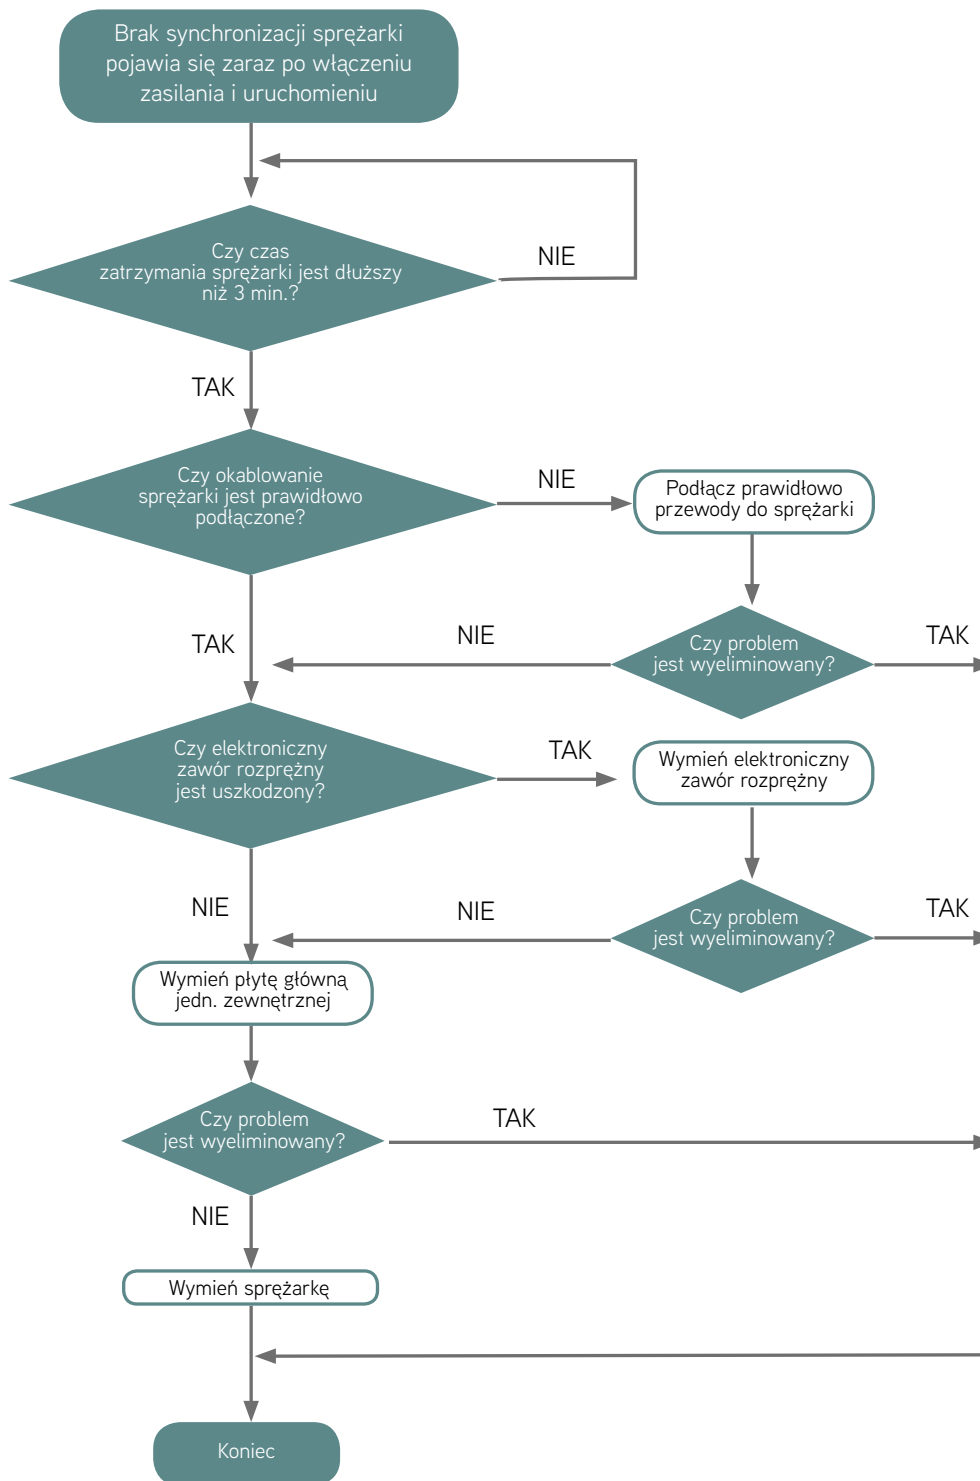 Brak synchronizacji sprężarki
pojawia się zaraz po włączeniu
zasilania i uruchomieniu
Czy czas
zatrzymania sprężarki jest dłuższy
niż 3 min.?
NIE
TAK
Czy okablowanie
sprężarki jest prawidłowo
podłączone?
NIE
Podłącz prawidłowo
przewody do sprężarki
TAK
NIE
Czy problem
jest wyeliminowany?
TAK
Czy elektroniczny
zawór rozprężny
jest uszkodzony?
TAK
Wymień elektroniczny
zawór rozprężny
NIE
NIE
Czy problem
jest wyeliminowany?
TAK
Wymień płytę główną
jedn. zewnętrznej
Czy problem
jest wyeliminowany?
TAK
NIE
Wymień sprężarkę
Koniec